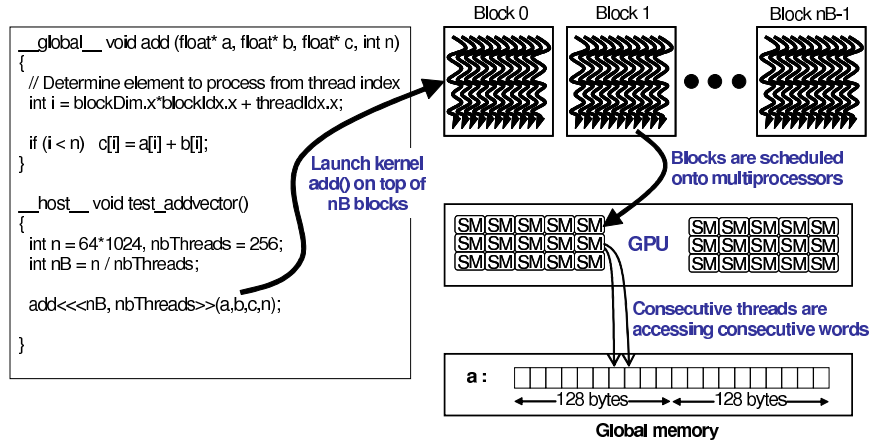 __global__ void add (float* a, float* b, float* c, int n)
{
// Determine element to process from thread index
int i = blockDim.x*blockIdx.x + threadIdx.x;
if (i < n) c[i] = a[i] + b[i];
}
__host__ void test_addvector()
{
int n = 64*1024, nbThreads = 256;
int nB = n / nbThreads;
add<<<nB, nbThreads>>(a,b,c,n);
}
Launch kernel
add() on top of
nB blocks
Block 0 Block 1 Block nB-1
Blocks are scheduled
onto multiprocessors
SM SM SM SM SM SM SM SM SM SM
SM SM SM SM SM GPU SM SM SM SM SM
SM SM SM SM SM SM SM SM SM SM
Consecutive threads are
accessing consecutive words
a :
128 bytes 128 bytes
Global memory